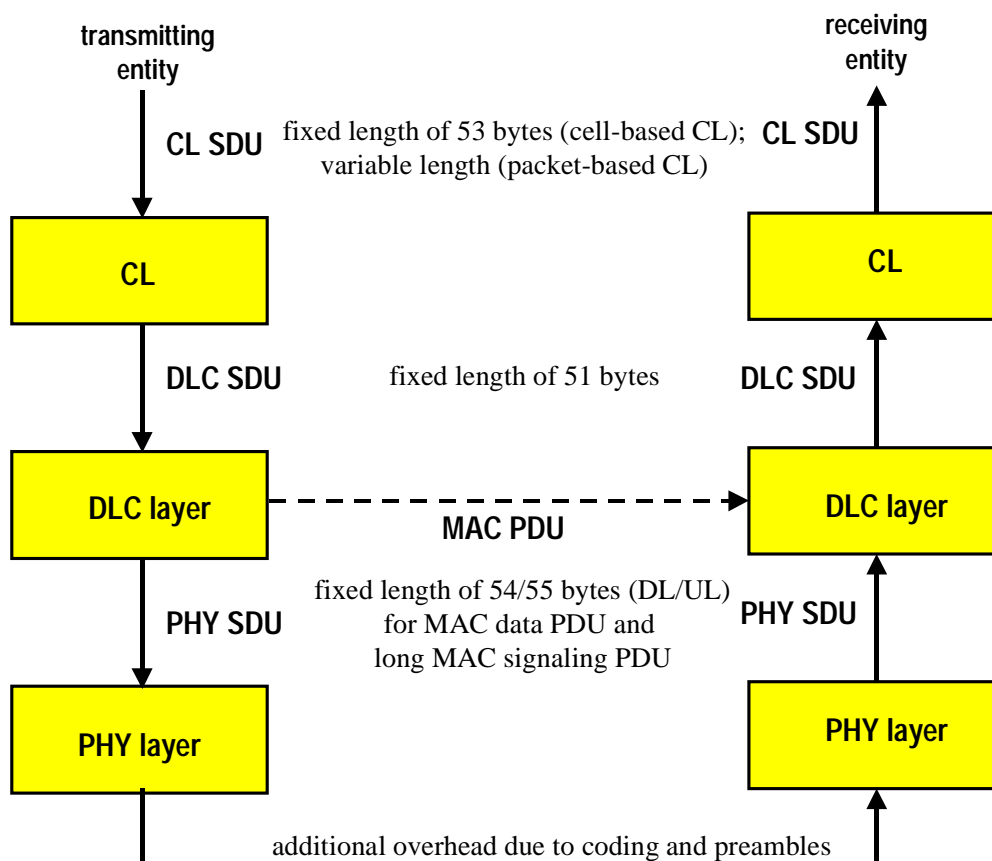 transmitting
entity
receiving
entity
CL SDU
fixed length of 53 bytes (cell-based CL);
variable length (packet-based CL)
CL SDU
CL
CL
DLC SDU
fixed length of 51 bytes
DLC SDU
DLC layer
DLC layer
MAC PDU
PHY SDU
fixed length of 54/55 bytes (DL/UL)
for MAC data PDU and
long MAC signaling PDU
PHY SDU
PHY layer
PHY layer
additional overhead due to coding and preambles